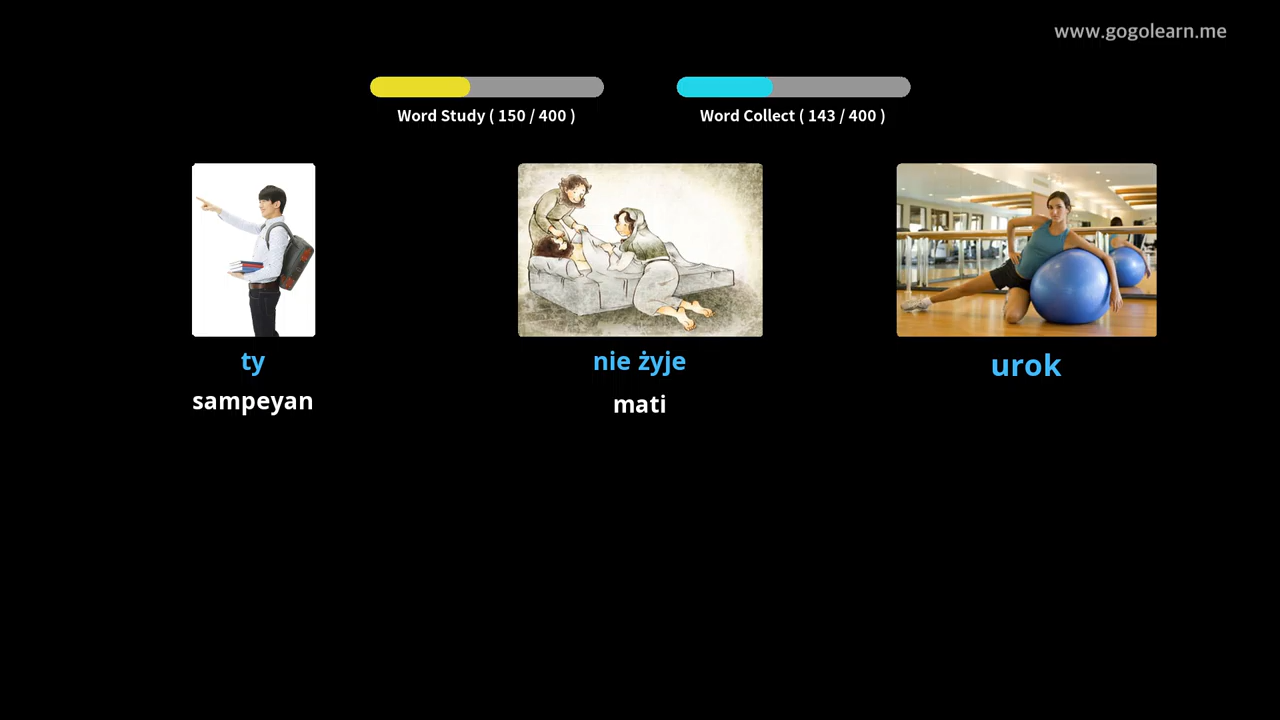 www.gogolearn.me
Word Study ( 150 / 400 )
Word Collect ( 143 / 400 )
ty
sampeyan
nie żyje
mati
urok